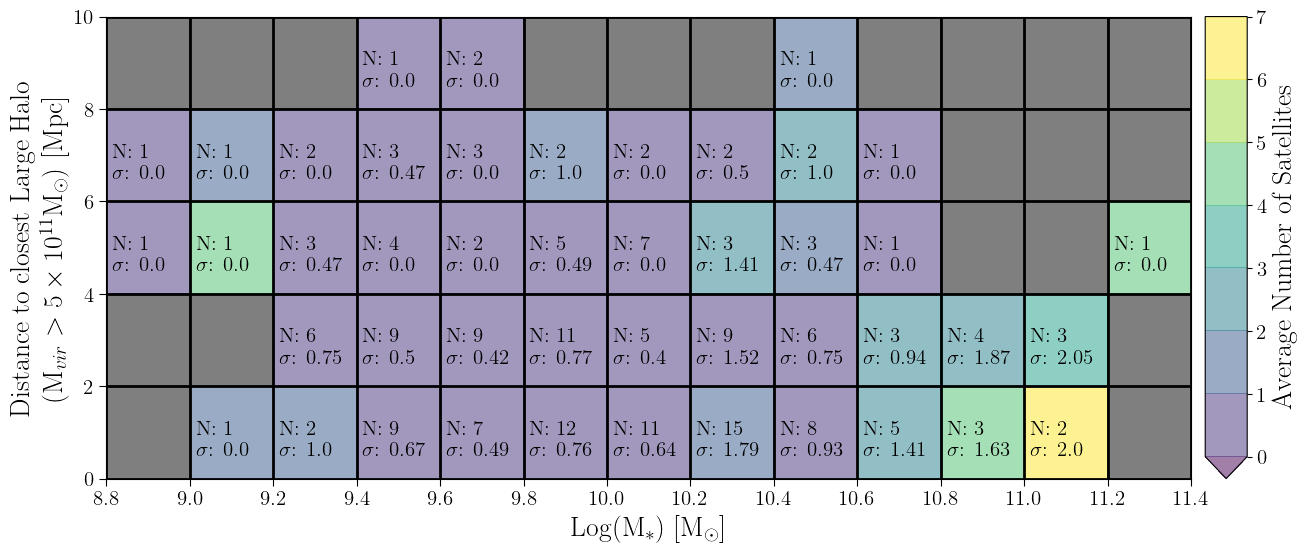 10
N: 1
σ: 0.0
N: 2
σ: 0.0
N: 1
σ: 0.0
8
N: 1
σ: 0.0
N: 1
σ: 0.0
N: 2
σ: 0.0
N: 3
σ: 0.47
N: 3
σ: 0.0
N: 2
σ: 1.0
N: 2
σ: 0.0
N: 2
σ: 0.5
N: 2
σ: 1.0
N: 1
σ: 0.0
6
N: 1
σ: 0.0
N: 1
σ: 0.0
N: 3
σ: 0.47
N: 4
σ: 0.0
N: 2
σ: 0.0
N: 5
σ: 0.49
N: 7
σ: 0.0
N: 3
σ: 1.41
N: 3
σ: 0.47
N: 1
σ: 0.0
N: 1
σ: 0.0
4
N: 6
σ: 0.75
N: 9
σ: 0.5
N: 9
σ: 0.42
N: 11
σ: 0.77
N: 5
σ: 0.4
N: 9
σ: 1.52
N: 6
σ: 0.75
N: 3
σ: 0.94
N: 4
σ: 1.87
N: 3
σ: 2.05
2
N: 1
σ: 0.0
N: 2
σ: 1.0
N: 9
σ: 0.67
N: 7
σ: 0.49
N: 12
σ: 0.76
N: 11
σ: 0.64
N: 15
σ: 1.79
N: 8
σ: 0.93
N: 5
σ: 1.41
N: 3
σ: 1.63
N: 2
σ: 2.0
0
8.8 9.0 9.2 9.4 9.6 9.8 10.0 10.2 10.4 10.6 10.8 11.0 11.2 11.4
Log(M∗) [M⊙]
Distance to closest Large Halo
(Mvir > 5 × 10¹¹M⊙) [Mpc]
7
6
5
4
3
2
1
0
Average Number of Satellites